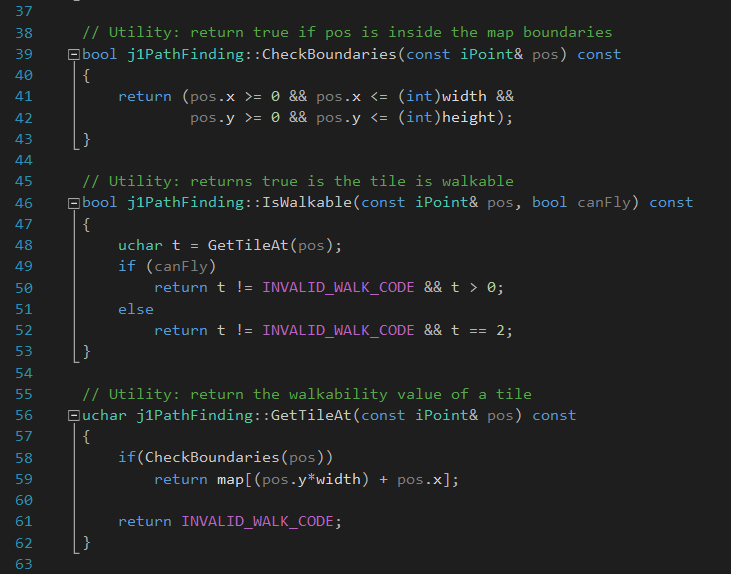 37
38 // Utility: return true if pos is inside the map boundaries
39 bool j1PathFinding::CheckBoundaries(const iPoint& pos) const
40 {
41 return (pos.x >= 0 && pos.x <= (int)width &&
42 pos.y >= 0 && pos.y <= (int)height);
43 }
44
45 // Utility: returns true is the tile is walkable
46 bool j1PathFinding::IsWalkable(const iPoint& pos, bool canFly) const
47 {
48 uchar t = GetTileAt(pos);
49 if (canFly)
50 return t != INVALID_WALK_CODE && t > 0;
51 else
52 return t != INVALID_WALK_CODE && t == 2;
53 }
54
55 // Utility: return the walkability value of a tile
56 uchar j1PathFinding::GetTileAt(const iPoint& pos) const
57 {
58 if(CheckBoundaries(pos))
59 return map[(pos.y*width) + pos.x];
60
61 return INVALID_WALK_CODE;
62 }
63